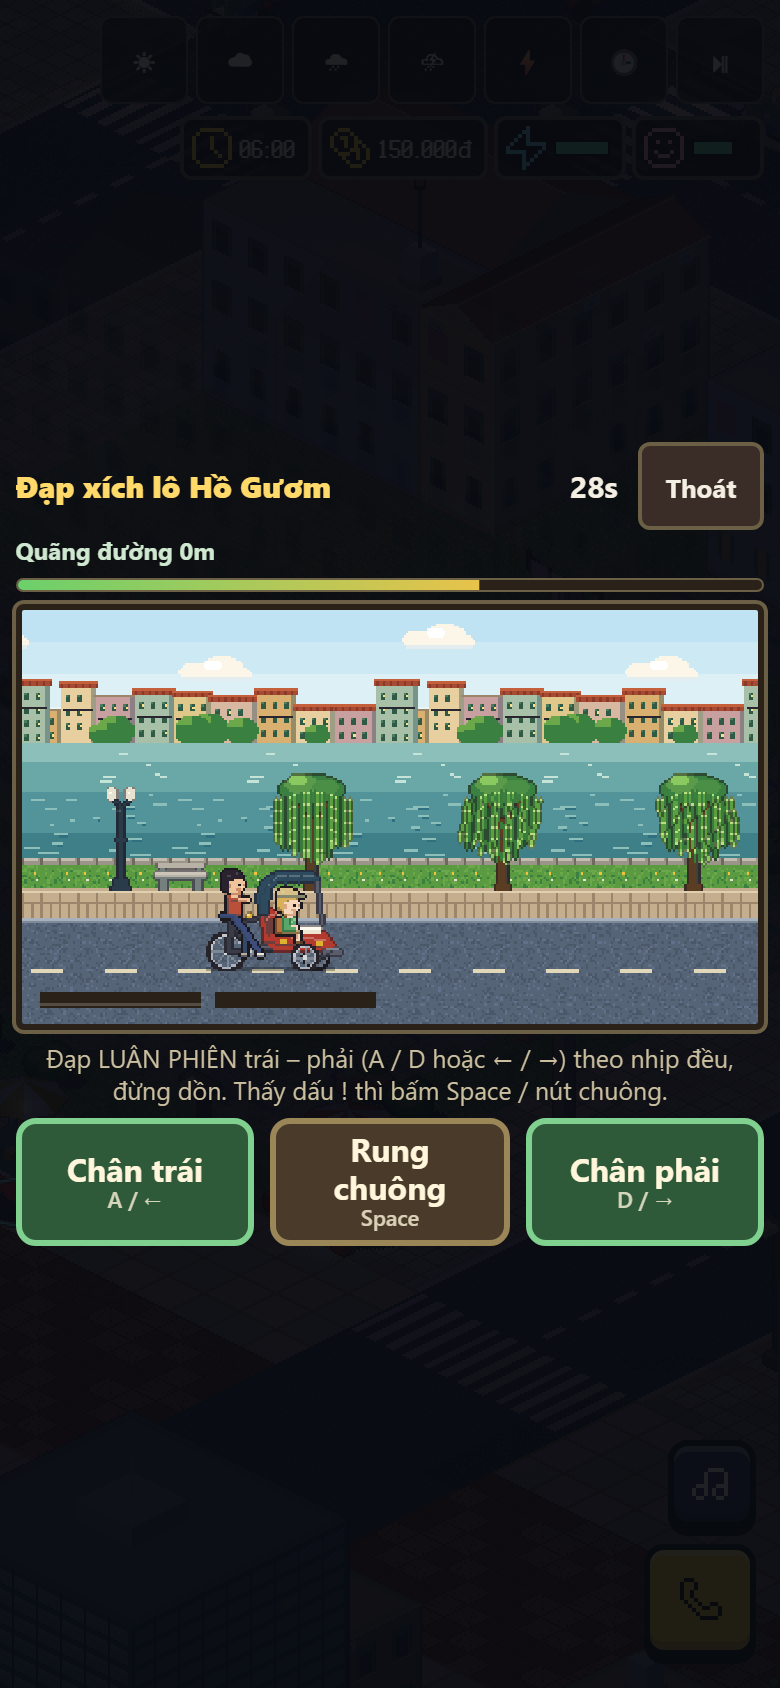 06:00
150.000đ
Đạp xích lô Hồ Gươm
28s
Thoát
Quãng đường 0m
Đạp LUÂN PHIÊN trái – phải (A / D hoặc ← / →) theo nhịp đều,
đừng dồn. Thấy dấu ! thì bấm Space / nút chuông.
Chân trái
A / ←
Rung
chuông
Space
Chân phải
D / →